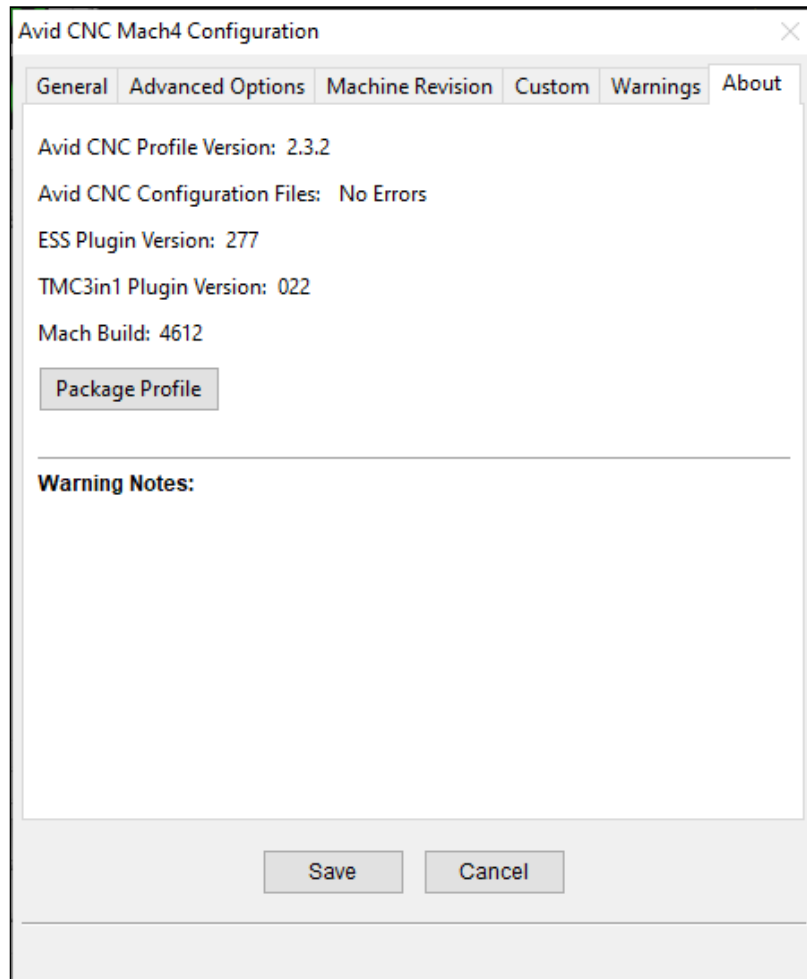 Avid CNC Mach4 Configuration
General Advanced Options Machine Revision Custom Warnings About
Avid CNC Profile Version: 2.3.2
Avid CNC Configuration Files: No Errors
ESS Plugin Version: 277
TMC3in1 Plugin Version: 022
Mach Build: 4612
Package Profile
Warning Notes:
Save Cancel